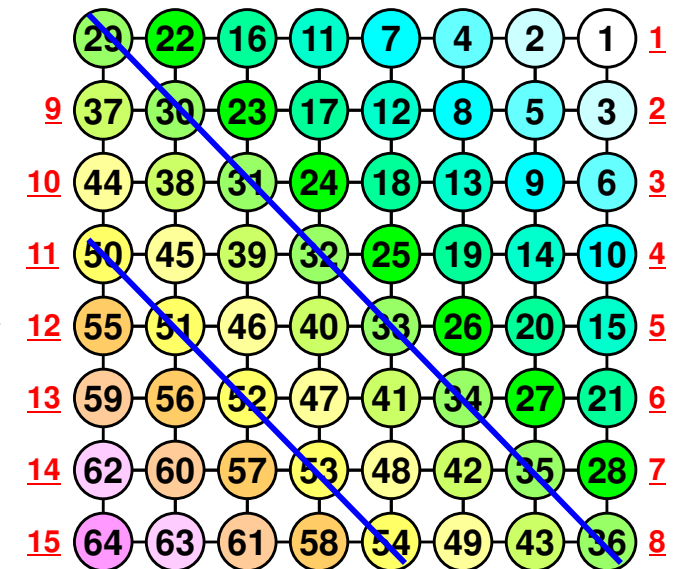 29 22 16 11 7 4 2 1 1
9 37 30 23 17 12 8 5 3 2
10 44 38 31 24 18 13 9 6 3
11 50 45 39 32 25 19 14 10 4
12 55 51 46 40 33 26 20 15 5
13 59 56 52 47 41 34 27 21 6
14 62 60 57 53 48 42 35 28 7
15 64 63 61 58 54 49 43 36 8